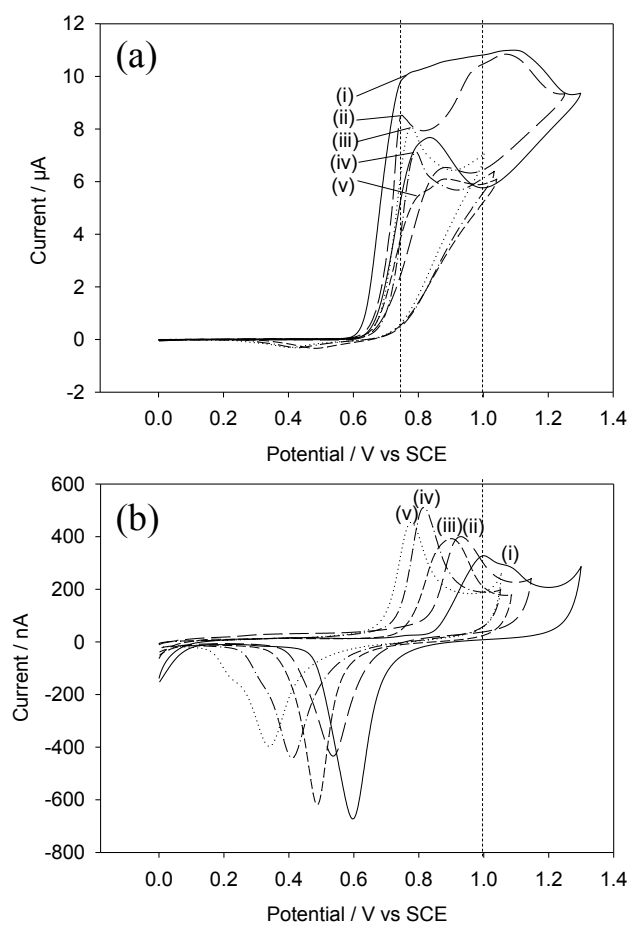 (a)
12
10
8
6
4
2
0
-2
(i)
(ii)
(iii)
(iv)
(v)
Current / µA
0.0 0.2 0.4 0.6 0.8 1.0 1.2 1.4
Potential / V vs SCE
(b)
600
400
200
0
-200
-400
-600
-800
(v) (iv) (iii) (ii) (i)
Current / nA
0.0 0.2 0.4 0.6 0.8 1.0 1.2 1.4
Potential / V vs SCE